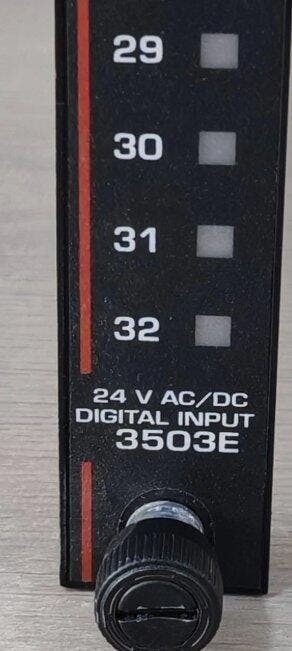 29
30
31
32
24 V AC/DC
DIGITAL INPUT
3503E